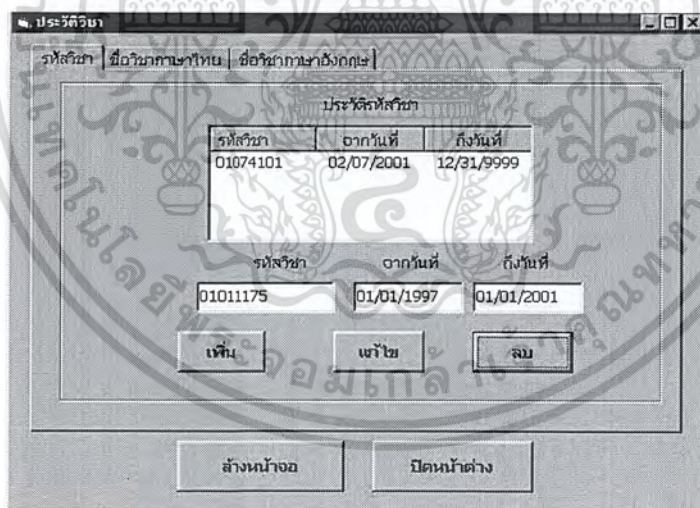 ประวัติวิชา
รหัสวิชา ชื่อวิชาภาษาไทย ชื่อวิชาภาษาอังกฤษ
ประวัติรหัสวิชา
รหัสวิชา จากวันที่ ถึงวันที่
01074101 02/07/2001 12/31/9999
รหัสวิชา จากวันที่ ถึงวันที่
01011175 01/01/1997 01/01/2001
เพิ่ม แก้ไข ลบ
ล้างหน้าจอ ปิดหน้าต่าง